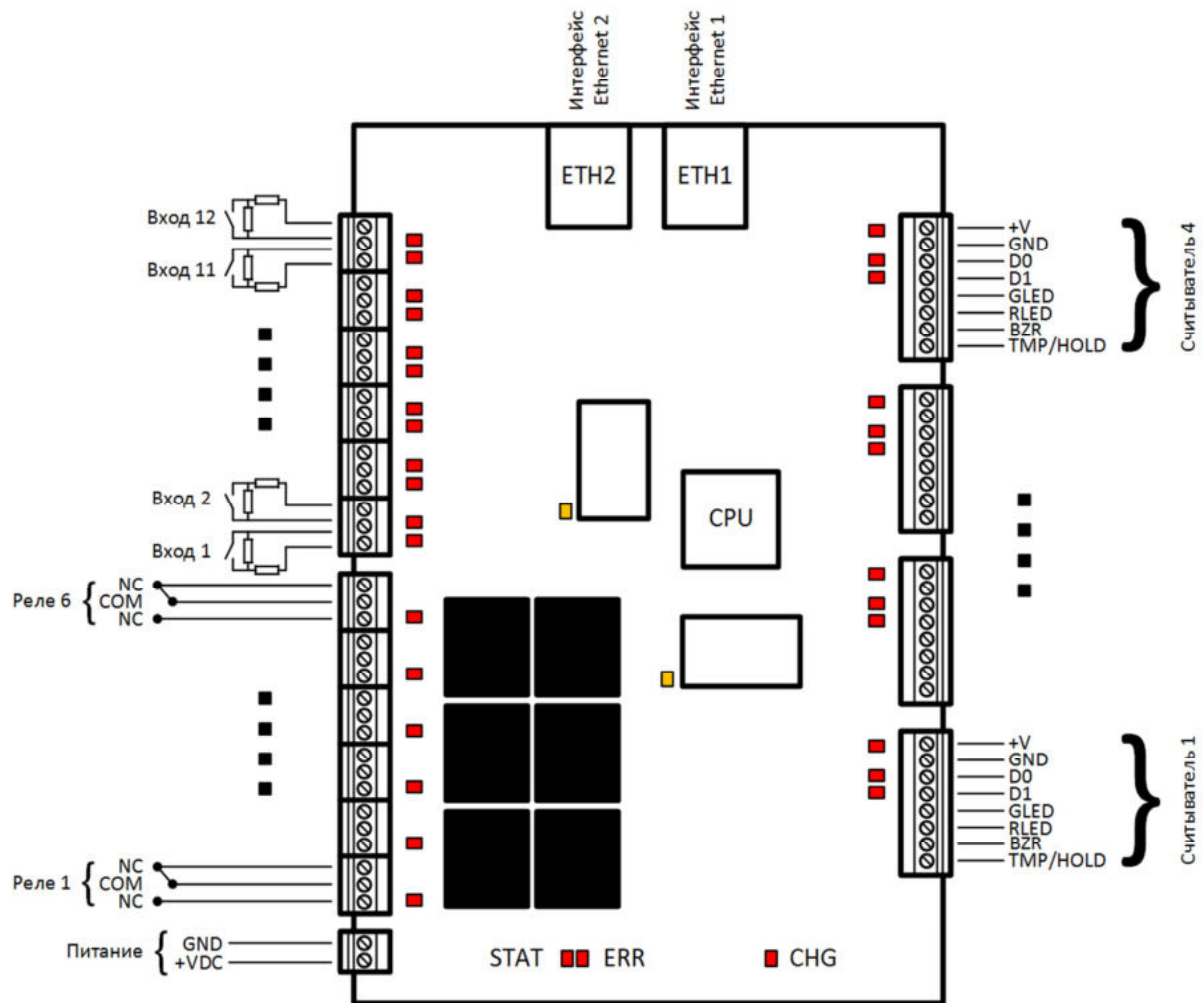 Интерфейс
Ethernet 2
Интерфейс
Ethernet 1
ETH2
ETH1
Вход 12
Вход 11
Вход 2
Вход 1
Реле 6
NC
COM
NC
Реле 1
NC
COM
NC
Питание
GND
+VDC
CPU
STAT
ERR
CHG
+V
GND
D0
D1
GLED
RLED
BZR
TMP/HOLD
Считыватель 4
+V
GND
D0
D1
GLED
RLED
BZR
TMP/HOLD
Считыватель 1